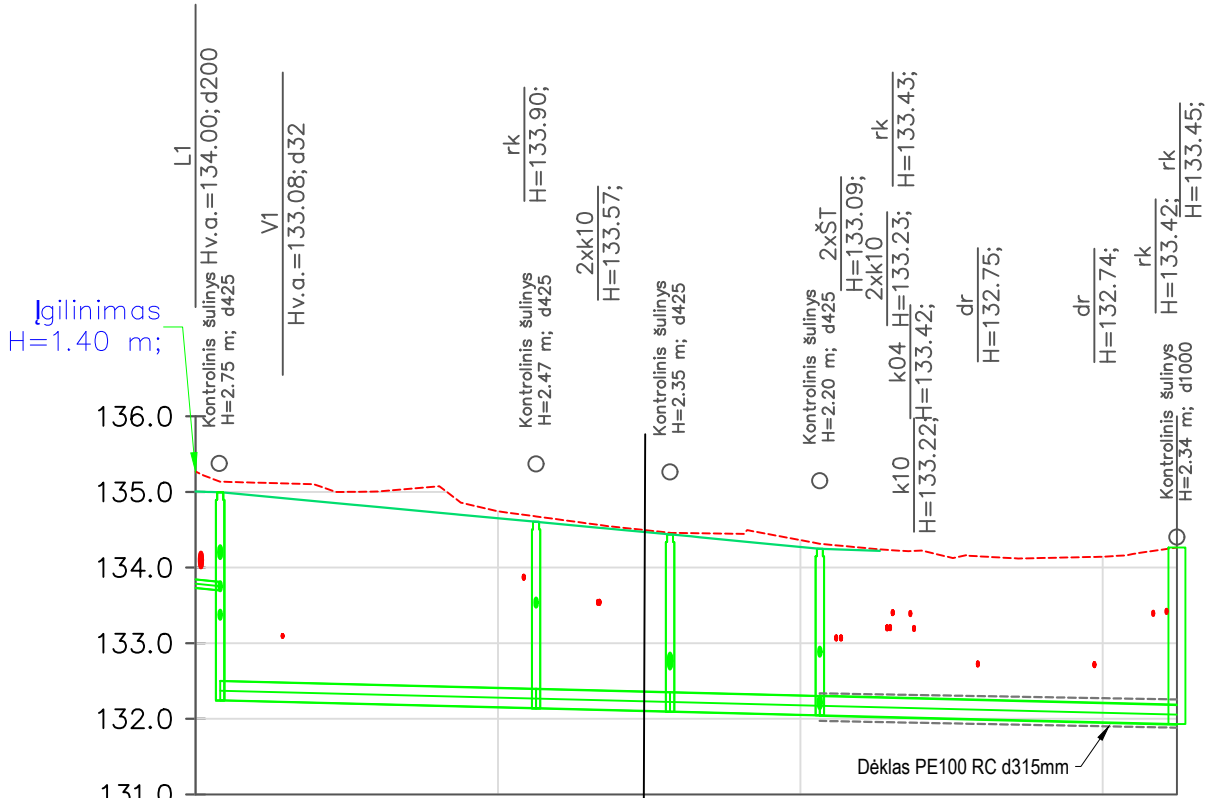 L1
Hv.a.=134.00; d200
V1
Hv.a.=133.08; d32
rk
H=133.90;
2xk10
H=133.57;
2xŠT
H=133.09;
rk
H=133.43;
2xk10
H=133.23;
k04
H=133.42;
k10
H=133.22;
dr
H=132.75;
dr
H=132.74;
rk
H=133.42;
rk
H=133.45;
Kontrolinis šulinys
H=2.75 m; d425
Kontrolinis šulinys
H=2.47 m; d425
Kontrolinis šulinys
H=2.35 m; d425
Kontrolinis šulinys
H=2.20 m; d425
Kontrolinis šulinys
H=2.34 m; d1000
Įgilinimas
H=1.40 m;
136.0
135.0
134.0
133.0
132.0
131.0
Dėklas PE100 RC d315mm